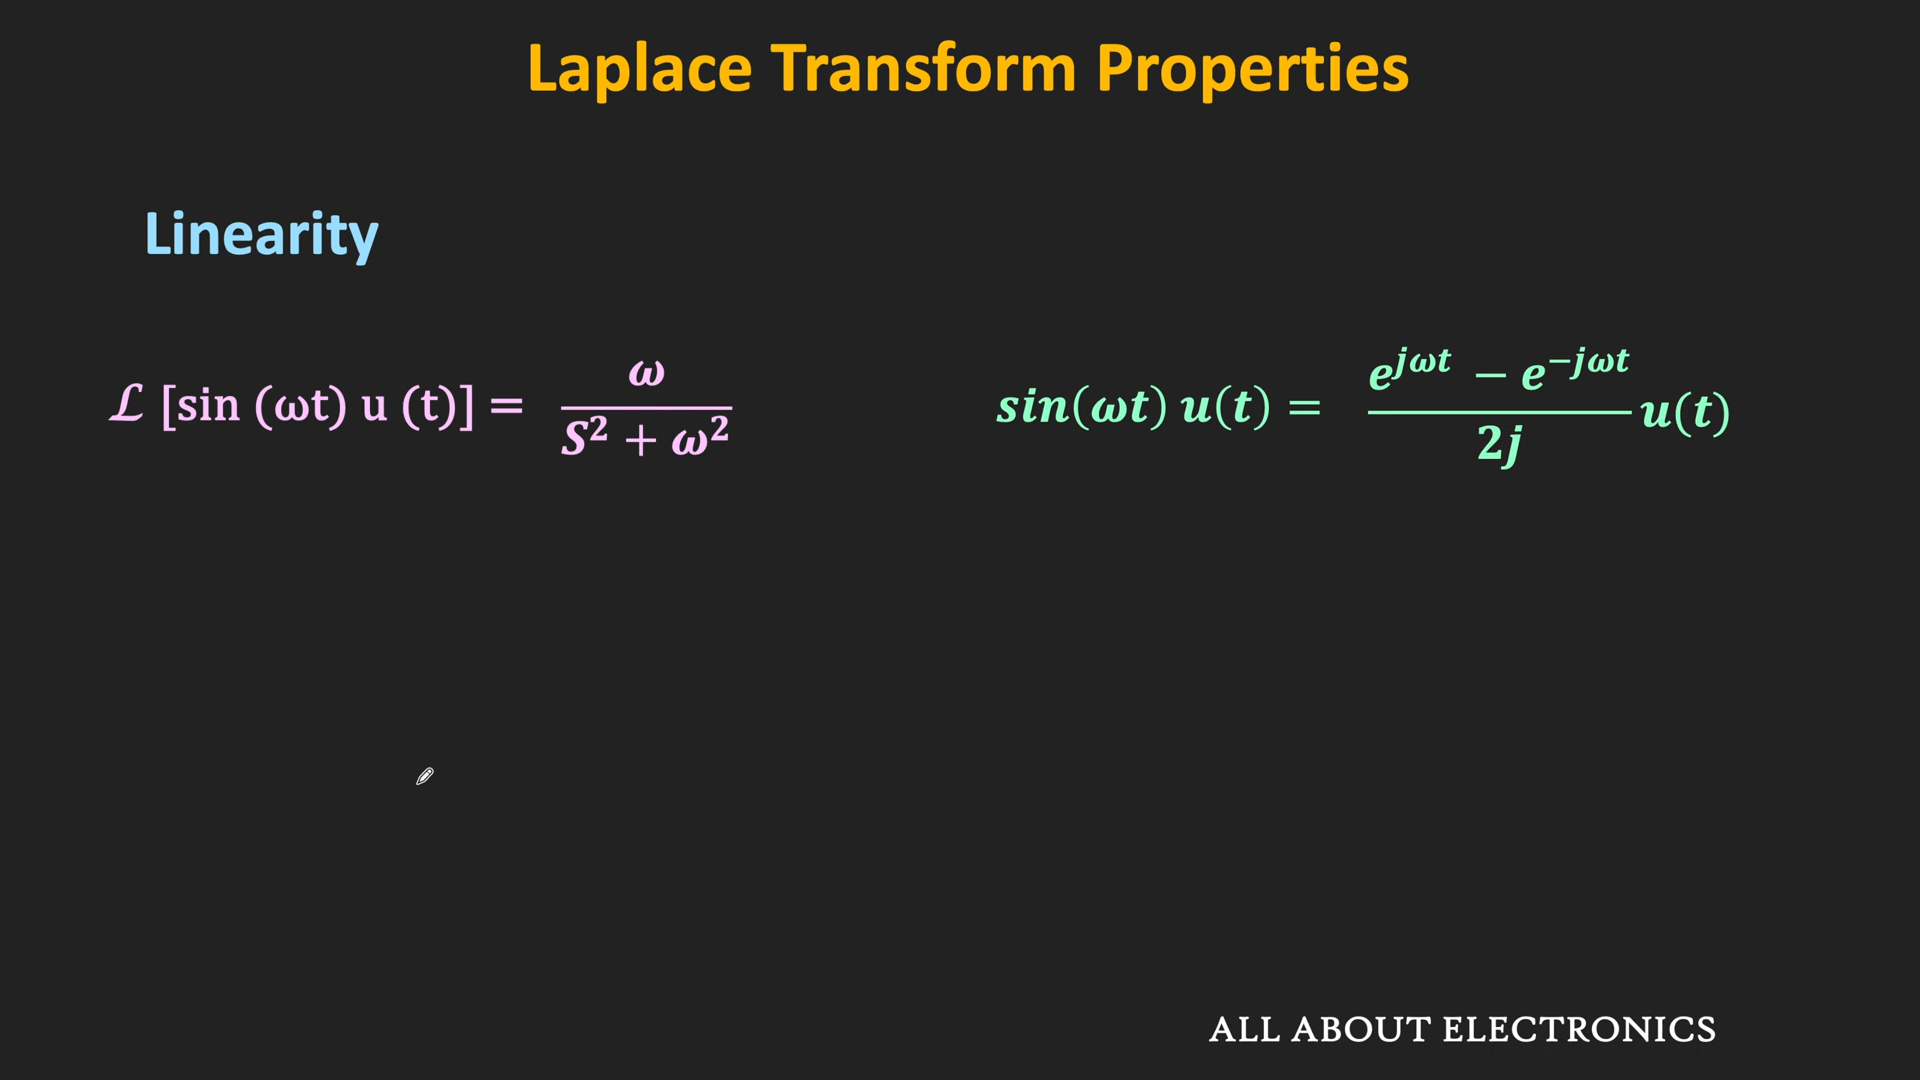 Laplace Transform Properties
Linearity
ℒ [sin (ωt) u (t)] = ω / (S² + ω²)
sin(ωt) u(t) = (e^{jωt} − e^{−jωt}) / 2j u(t)
ALL ABOUT ELECTRONICS